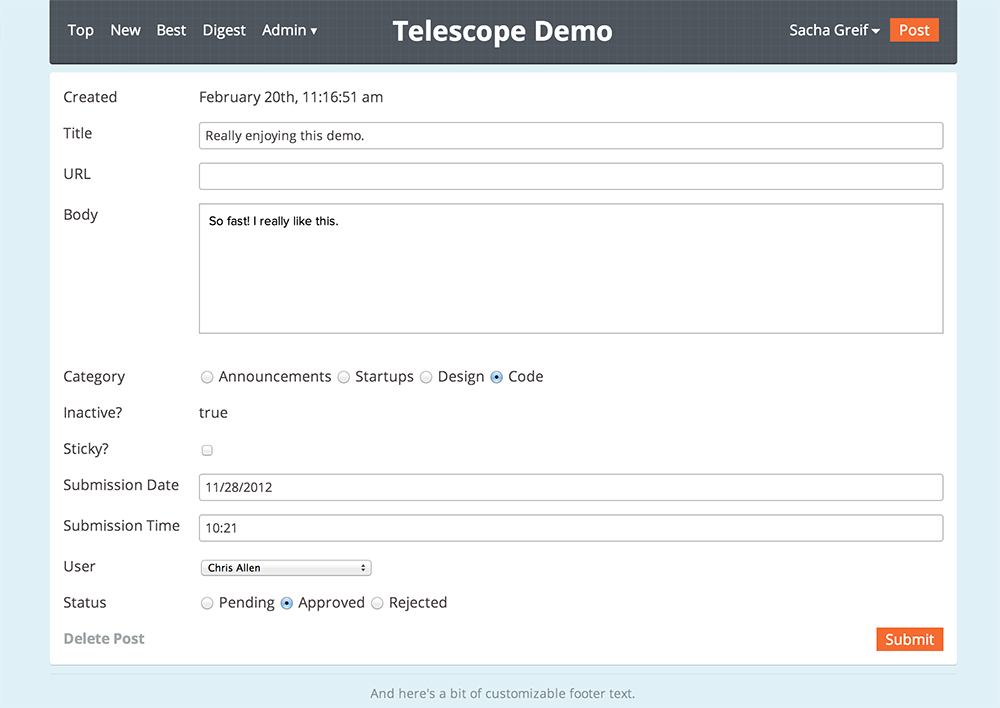 Top New Best Digest Admin ▾ Telescope Demo Sacha Greif Post
Created February 20th, 11:16:51 am
Title Really enjoying this demo.
URL
Body So fast! I really like this.
Category Announcements Startups Design Code
Inactive? true
Sticky?
Submission Date 11/28/2012
Submission Time 10:21
User Chris Allen
Status Pending Approved Rejected
Delete Post Submit
And here's a bit of customizable footer text.